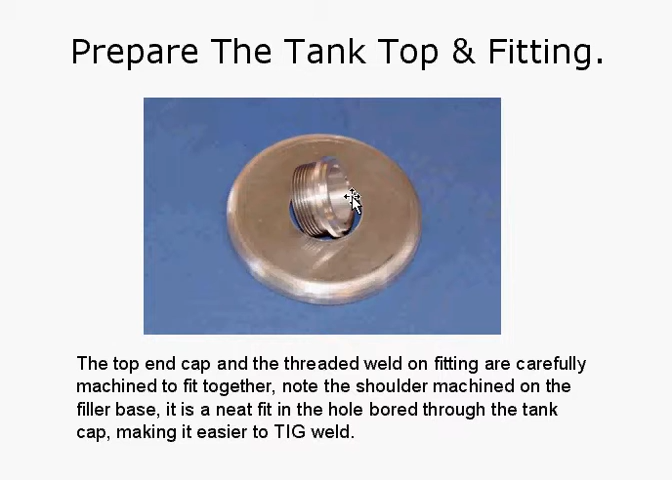 Prepare The Tank Top & Fitting.
The top end cap and the threaded weld on fitting are carefully
machined to fit together, note the shoulder machined on the
filler base, it is a neat fit in the hole bored through the tank
cap, making it easier to TIG weld.